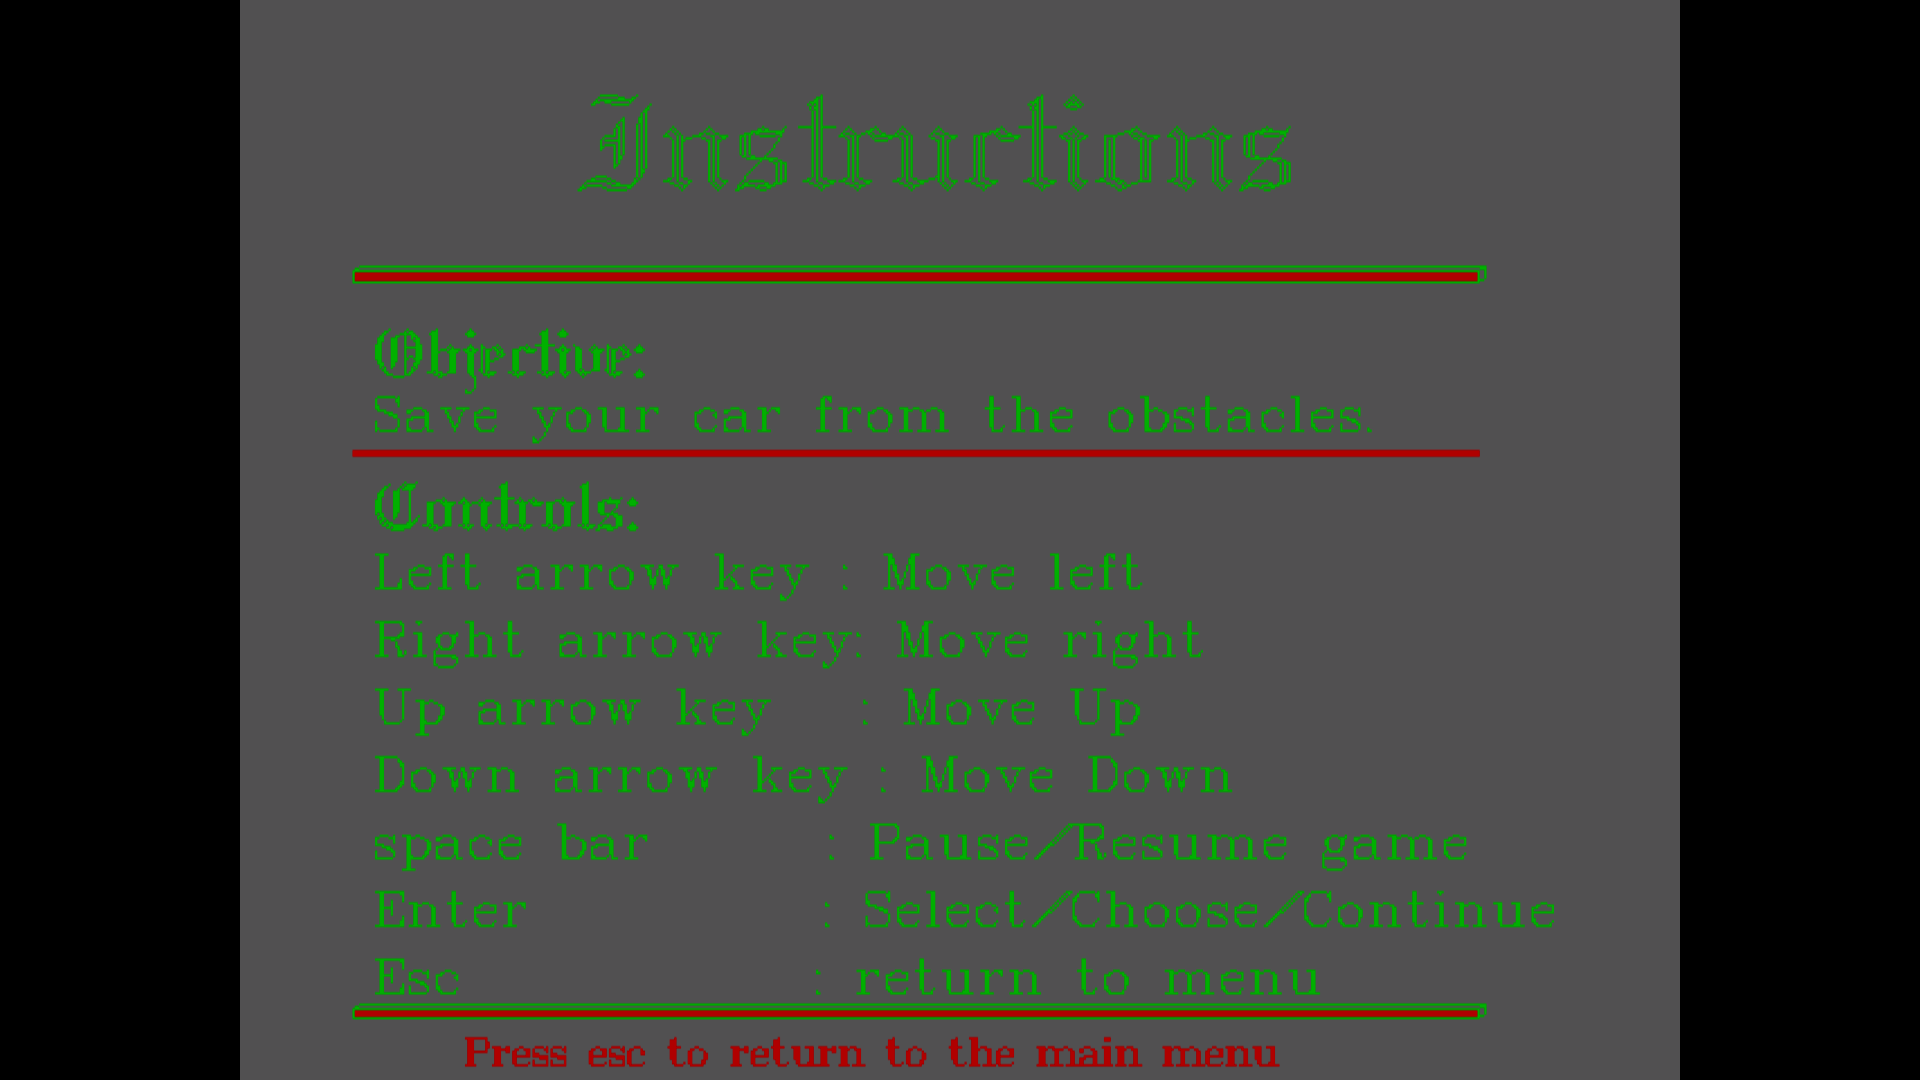 Instructions
Objective:
Save your car from the obstacles.
Controls:
Left arrow key : Move left
Right arrow key: Move right
Up arrow key : Move Up
Down arrow key : Move Down
space bar : Pause/Resume game
Enter : Select/Choose/Continue
Esc : return to menu
Press esc to return to the main menu